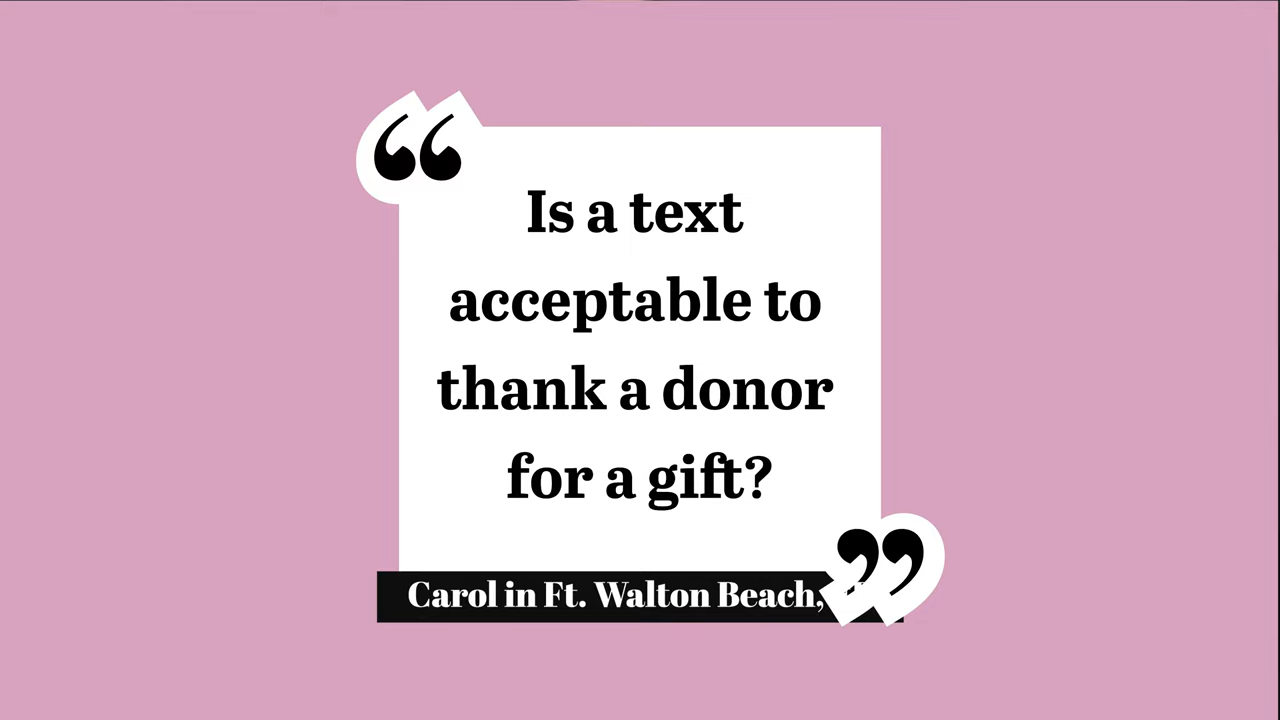 Is a text
acceptable to
thank a donor
for a gift?
Carol in Ft. Walton Beach,